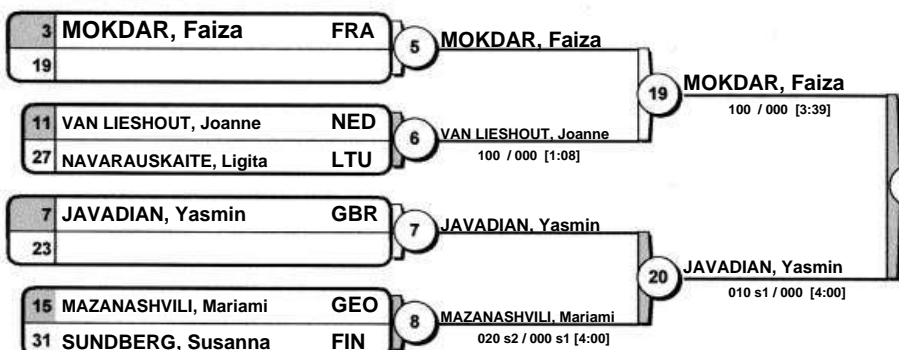 3 MOKDAR, Faiza FRA
19
5 MOKDAR, Faiza
11 VAN LIESHOUT, Joanne NED
27 NAVARAUSKAITE, Ligita LTU
6 VAN LIESHOUT, Joanne
100 / 000 [1:08]
19 MOKDAR, Faiza
100 / 000 [3:39]
7 JAVADIAN, Yasmin GBR
23
7 JAVADIAN, Yasmin
15 MAZANASHVILI, Mariami GEO
31 SUNDBERG, Susanna FIN
8 MAZANASHVILI, Mariami
020 s2 / 000 s1 [4:00]
20 JAVADIAN, Yasmin
010 s1 / 000 [4:00]